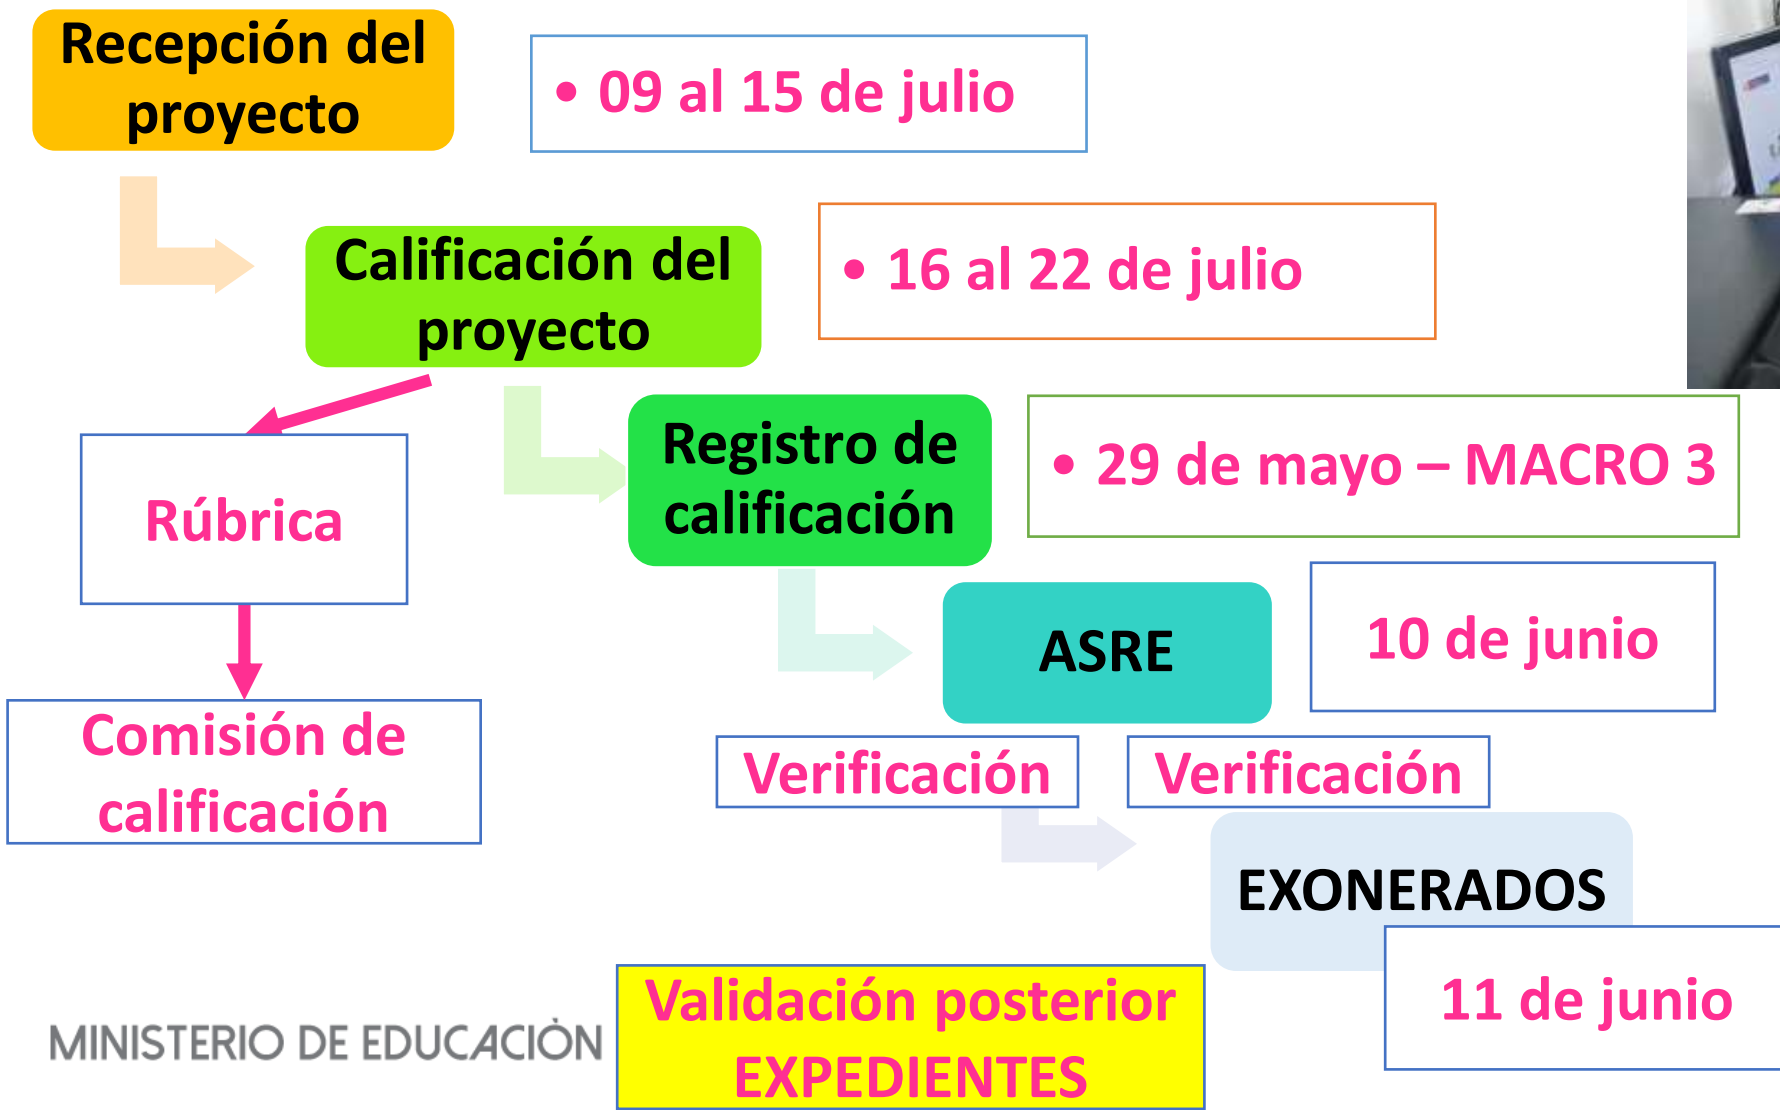 Recepción del
proyecto
• 09 al 15 de julio
Calificación del
proyecto
• 16 al 22 de julio
Registro de
calificación
• 29 de mayo – MACRO 3
Rúbrica
ASRE
10 de junio
Comisión de
calificación
Verificación
Verificación
EXONERADOS
11 de junio
Validación posterior
EXPEDIENTES
MINISTERIO DE EDUCACIÒN